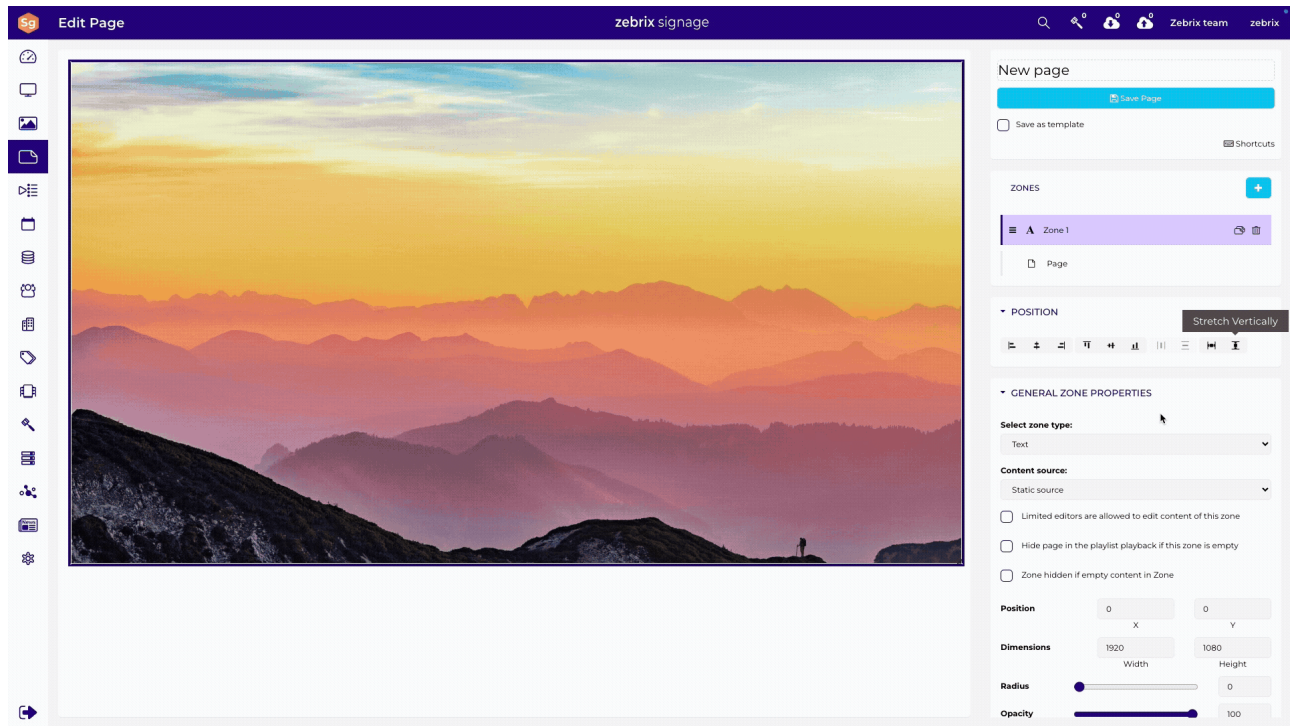 Sg Edit Page zebrix signage 0 0 0 Zebrix team zebrix
New page
Save Page
Save as template
Shortcuts
ZONES +
A Zone 1
Page
POSITION
Stretch Vertically
GENERAL ZONE PROPERTIES
Select zone type:
Text
Content source:
Static source
Limited editors are allowed to edit content of this zone
Hide page in the playlist playback if this zone is empty
Zone hidden if empty content in Zone
Position 0 0
X Y
Dimensions 1920 1080
Width Height
Radius 0
Opacity 100